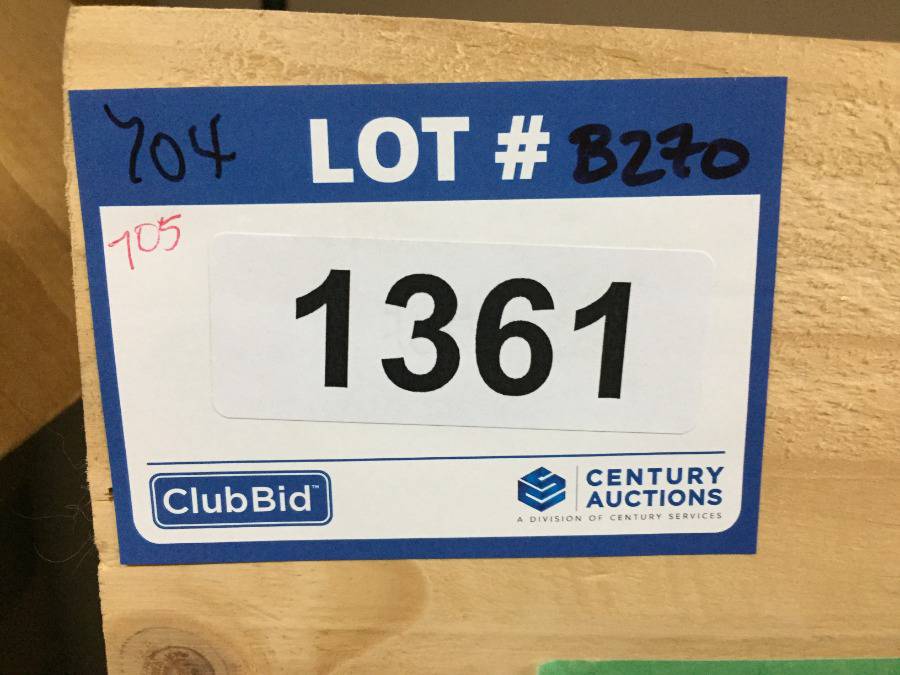 704 LOT # B270
705
1361
ClubBid™
CENTURY
AUCTIONS
A DIVISION OF CENTURY SERVICES